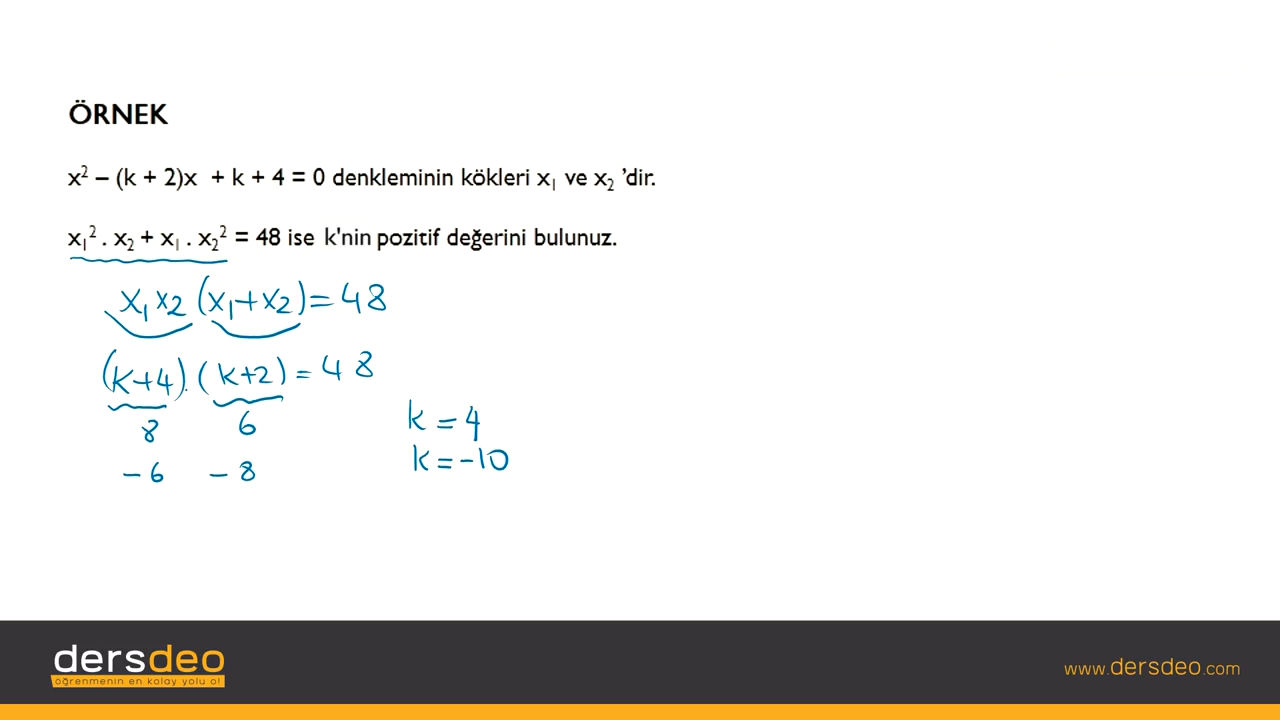 ÖRNEK
x² – (k + 2)x + k + 4 = 0 denkleminin kökleri x₁ ve x₂ ’dir.
x₁² . x₂ + x₁ . x₂² = 48 ise k'nin pozitif değerini bulunuz.
x₁x₂ (x₁+x₂) = 48
(k+4).(k+2) = 48
8 6
-6 -8
k = 4
k = -10
dersdeo
öğrenmenin en kolay yolu o!
www.dersdeo.com